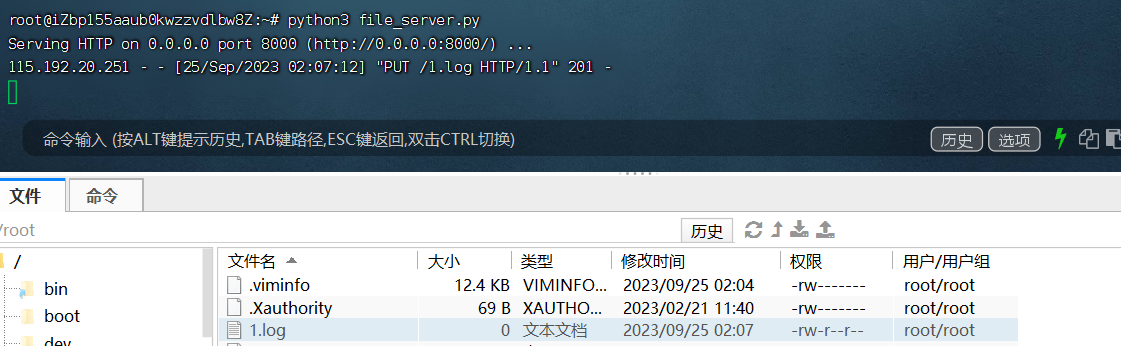 root@iZbp155aaub0kwzzvdlbw8Z:~# python3 file_server.py
Serving HTTP on 0.0.0.0 port 8000 (http://0.0.0.0:8000/) ...
115.192.20.251 - - [25/Sep/2023 02:07:12] "PUT /1.log HTTP/1.1" 201 -
命令输入 (按ALT键提示历史,TAB键路径,ESC键返回,双击CTRL切换) 历史 选项
文件 命令
/root 历史
/ 文件名 大小 类型 修改时间 权限 用户/用户组
bin .viminfo 12.4 KB VIMINFO... 2023/09/25 02:04 -rw------- root/root
boot .Xauthority 69 B XAUTHO... 2023/02/21 11:40 -rw------- root/root
dev 1.log 0 文本文档 2023/09/25 02:07 -rw-r--r-- root/root